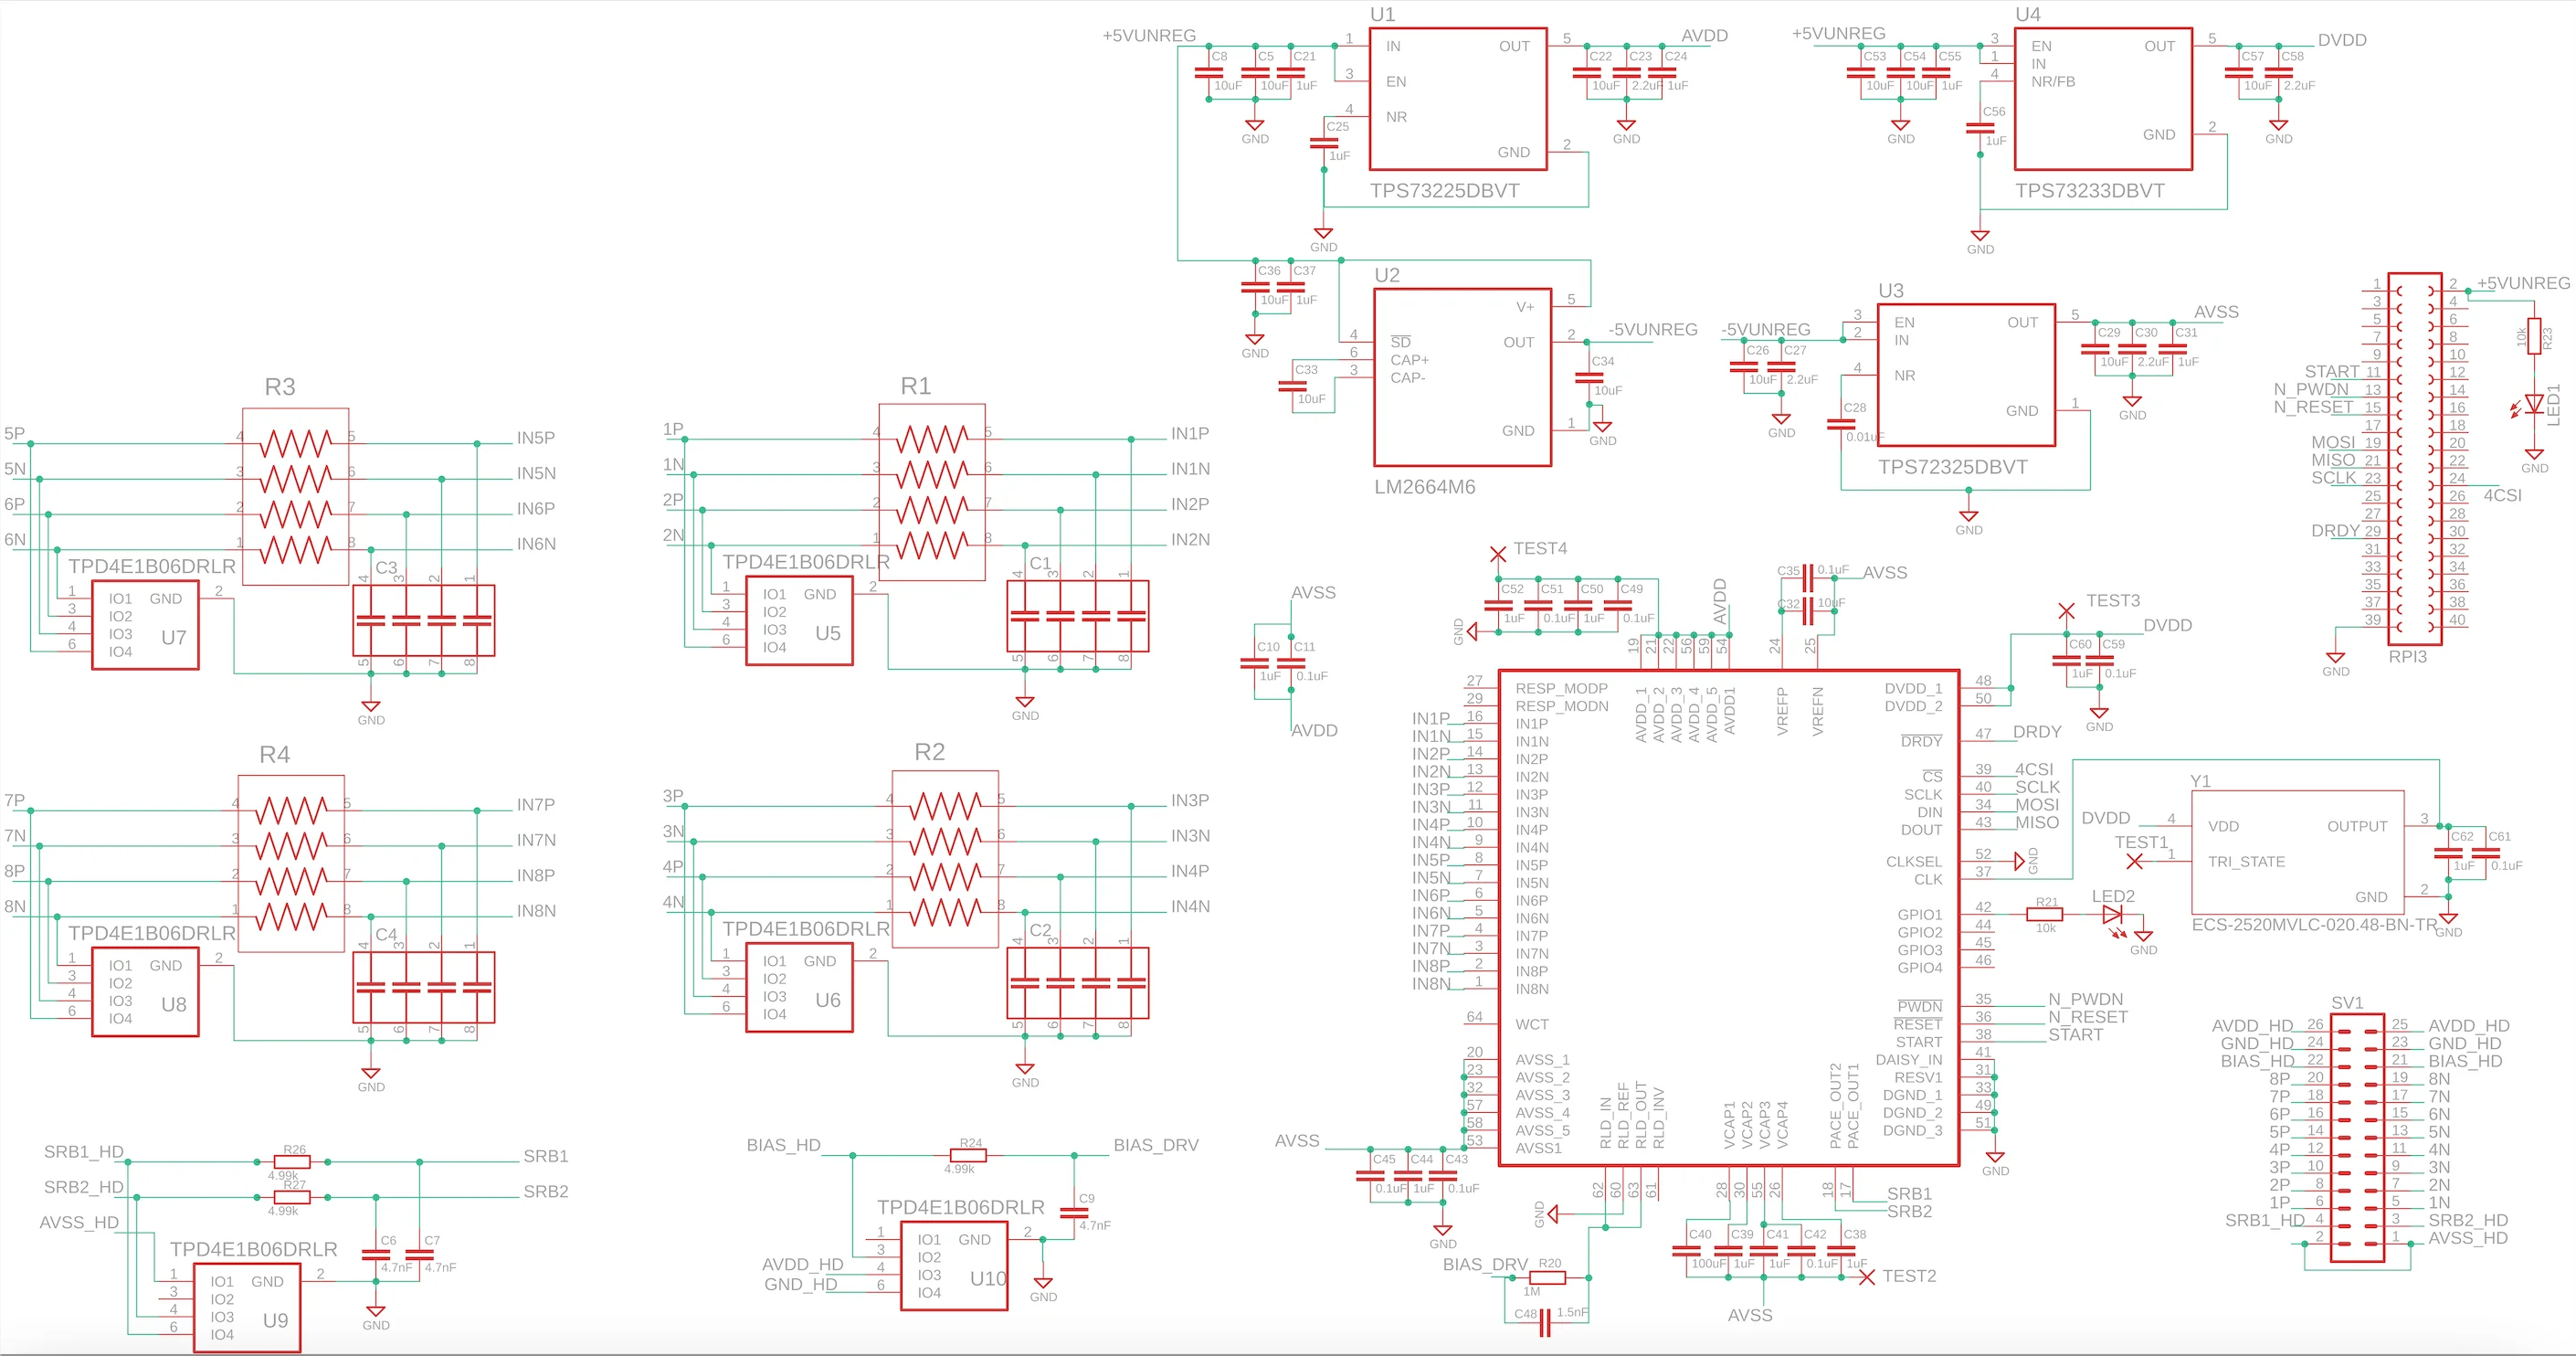 U1
+5VUNREG
C8 10uF
C5 10uF
C21 1uF
1 IN
3 EN
4 NR
OUT 5
GND 2
AVDD
C22 10uF
C23 2.2uF
C24 1uF
GND
GND
C25 1uF
GND
TPS73225DBVT
U4
+5VUNREG
C53 10uF
C54 10uF
C55 1uF
3 EN
1 IN
4 NR/FB
OUT 5
GND 2
DVDD
C57 10uF
C58 2.2uF
GND
GND
C56 1uF
GND
TPS73233DBVT
U2
C36 10uF
C37 1uF
GND
V+ 5
4 SD
6 CAP+
3 CAP-
OUT 2
GND 1
-5VUNREG
C33 10uF
C34 10uF
GND
LM2664M6
U3
-5VUNREG
C26 10uF
C27 2.2uF
GND
3 EN
2 IN
4 NR
OUT 5
GND 1
AVSS
C29 10uF
C30 2.2uF
C31 1uF
GND
C28 0.01uF
GND
TPS72325DBVT
1 2 +5VUNREG
3 4
5 6
7 8
9 10
START 11 12
N_PWDN 13 14
N_RESET 15 16
17 18
MOSI 19 20
MISO 21 22
SCLK 23 24
4CSI
25 26
27 28
DRDY 29 30
31 32
33 34
35 36
37 38
39 40
GND
RPI3
10k R23
LED1
GND
R3
5P 4 5 IN5P
5N 3 6 IN5N
6P 2 7 IN6P
6N 1 8 IN6N
TPD4E1B06DRLR
1 IO1 GND 2
3 IO2
4 IO3
6 IO4
U7
C3
4 3 2 1
5 6 7 8
GND
R1
1P 4 5 IN1P
1N 3 6 IN1N
2P 2 7 IN2P
2N 1 8 IN2N
TPD4E1B06DRLR
1 IO1 GND 2
3 IO2
4 IO3
6 IO4
U5
C1
4 3 2 1
5 6 7 8
GND
R4
7P 4 5 IN7P
7N 3 6 IN7N
8P 2 7 IN8P
8N 1 8 IN8N
TPD4E1B06DRLR
1 IO1 GND 2
3 IO2
4 IO3
6 IO4
U8
C4
4 3 2 1
5 6 7 8
GND
R2
3P 4 5 IN3P
3N 3 6 IN3N
4P 2 7 IN4P
4N 1 8 IN4N
TPD4E1B06DRLR
1 IO1 GND 2
3 IO2
4 IO3
6 IO4
U6
C2
4 3 2 1
5 6 7 8
GND
SRB1_HD R26 4.99k SRB1
SRB2_HD R27 4.99k SRB2
AVSS_HD
TPD4E1B06DRLR
1 IO1 GND 2
3 IO2
4 IO3
6 IO4
U9
C6 4.7nF
C7 4.7nF
GND
BIAS_HD R24 4.99k BIAS_DRV
TPD4E1B06DRLR
1 IO1 GND 2
3 IO2
4 IO3
6 IO4
AVDD_HD
GND_HD
U10
C9 4.7nF
GND
AVSS
C10 1uF
C11 0.1uF
AVDD
TEST4
C52 1uF
C51 0.1uF
C50 1uF
C49 0.1uF
GND
AVDD
19 21 22 56 59 54
AVDD_1 AVDD_2 AVDD_3 AVDD_4 AVDD_5 AVDD1
C35 0.1uF
C32 10uF
AVSS
24 25
VREFP VREFN
TEST3
DVDD
C60 1uF
C59 0.1uF
GND
27 RESP_MODP
29 RESP_MODN
IN1P 16 IN1P
IN1N 15 IN1N
IN2P 14 IN2P
IN2N 13 IN2N
IN3P 12 IN3P
IN3N 11 IN3N
IN4P 10 IN4P
IN4N 9 IN4N
IN5P 8 IN5P
IN5N 7 IN5N
IN6P 6 IN6P
IN6N 5 IN6N
IN7P 4 IN7P
IN7N 3 IN7N
IN8P 2 IN8P
IN8N 1 IN8N
64 WCT
20 AVSS_1
23 AVSS_2
32 AVSS_3
57 AVSS_4
58 AVSS_5
53 AVSS1
AVSS
C45 0.1uF
C44 1uF
C43 0.1uF
GND
DVDD_1 48
DVDD_2 50
DRDY 47 DRDY
CS 39 4CSI
SCLK 40 SCLK
DIN 34 MOSI
DOUT 43 MISO
CLKSEL 52 GND
CLK 37
GPIO1 42
GPIO2 44
GPIO3 45
GPIO4 46
PWDN 35 N_PWDN
RESET 36 N_RESET
START 38 START
DAISY_IN 41
RESV1 31
DGND_1 33
DGND_2 49
DGND_3 51
GND
R21 10k
LED2
GND
RLD_IN RLD_REF RLD_OUT RLD_INV
62 60 63 61
GND
BIAS_DRV
R20 1M
C48 1.5nF
VCAP1 VCAP2 VCAP3 VCAP4
28 30 55 26
C40 100uF
C39 1uF
C41 1uF
C42 0.1uF
C38 1uF
TEST2
AVSS
PACE_OUT2 PACE_OUT1
18 17
SRB1
SRB2
Y1
DVDD 4 VDD
TEST1 1 TRI_STATE
OUTPUT 3
GND 2
C62 1uF
C61 0.1uF
GND
ECS-2520MVLC-020.48-BN-TR
SV1
AVDD_HD 26 25 AVDD_HD
GND_HD 24 23 GND_HD
BIAS_HD 22 21 BIAS_HD
8P 20 19 8N
7P 18 17 7N
6P 16 15 6N
5P 14 13 5N
4P 12 11 4N
3P 10 9 3N
2P 8 7 2N
1P 6 5 1N
SRB1_HD 4 3 SRB2_HD
2 1 AVSS_HD